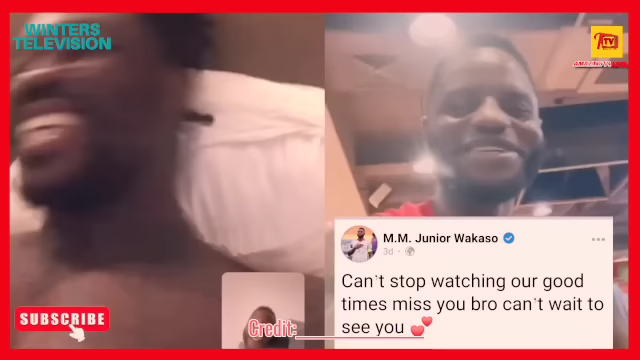 WINTERS
TELEVISION
TV
M.M. Junior Wakaso
3d ·
Can`t stop watching our good
times miss you bro can`t wait to
see you
SUBSCRIBE
Credit: